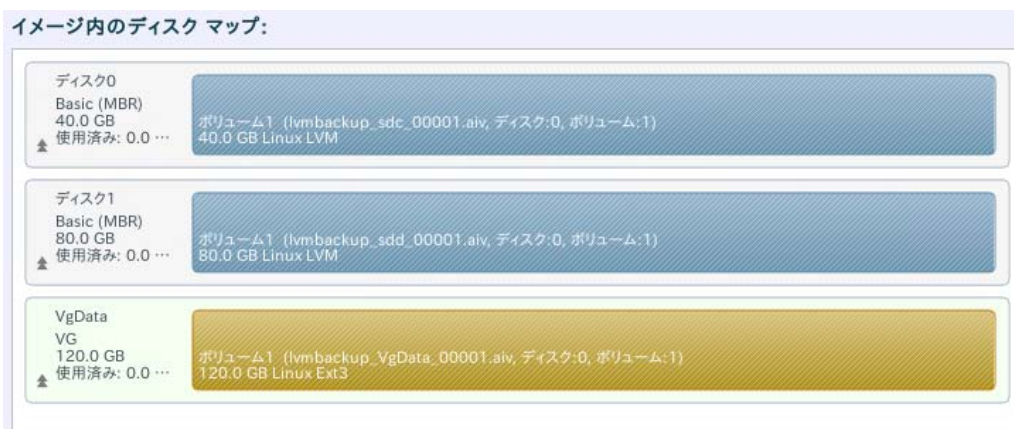 イメージ内のディスク マップ:
ディスク0
Basic (MBR)
40.0 GB
使用済み: 0.0 …
ボリューム1 (lvmbackup_sdc_00001.aiv, ディスク:0, ボリューム:1)
40.0 GB Linux LVM
ディスク1
Basic (MBR)
80.0 GB
使用済み: 0.0 …
ボリューム1 (lvmbackup_sdd_00001.aiv, ディスク:0, ボリューム:1)
80.0 GB Linux LVM
VgData
VG
120.0 GB
使用済み: 0.0 …
ボリューム1 (lvmbackup_VgData_00001.aiv, ディスク:0, ボリューム:1)
120.0 GB Linux Ext3